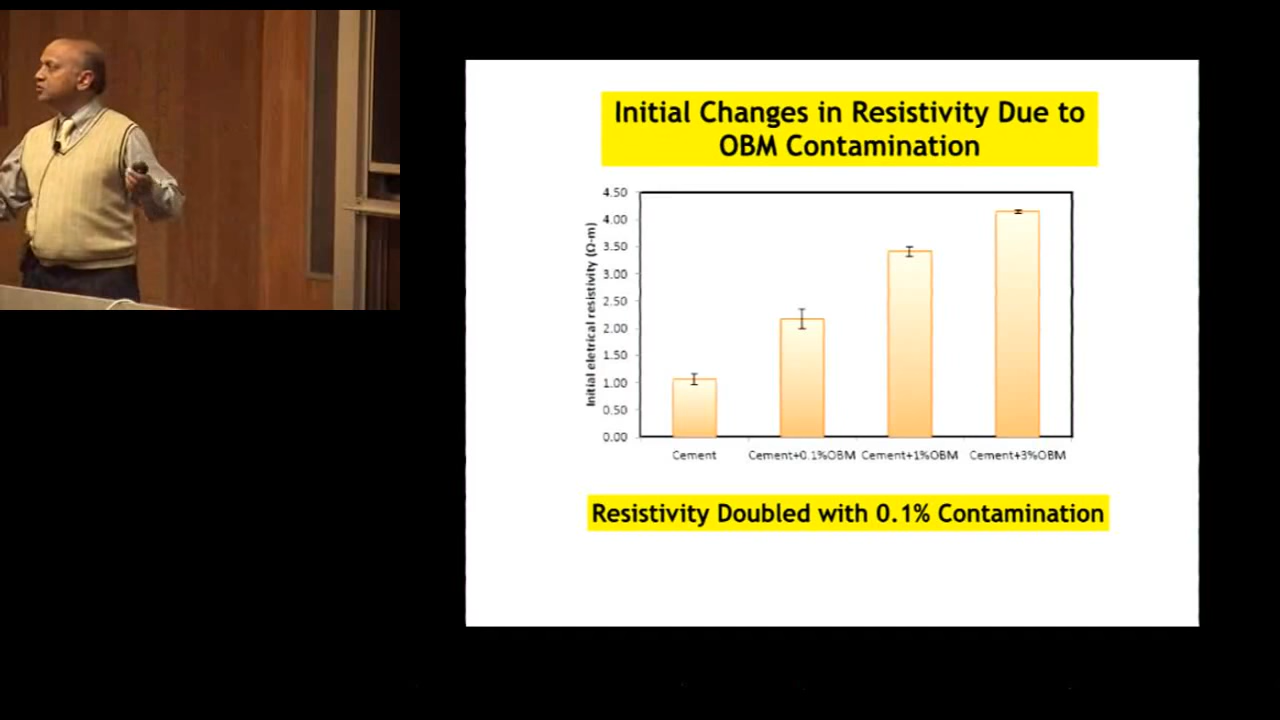 Initial Changes in Resistivity Due to
OBM Contamination
Initial eletrical resistivity (Ω-m)
4.50
4.00
3.50
3.00
2.50
2.00
1.50
1.00
0.50
0.00
Cement
Cement+0.1%OBM
Cement+1%OBM
Cement+3%OBM
Resistivity Doubled with 0.1% Contamination